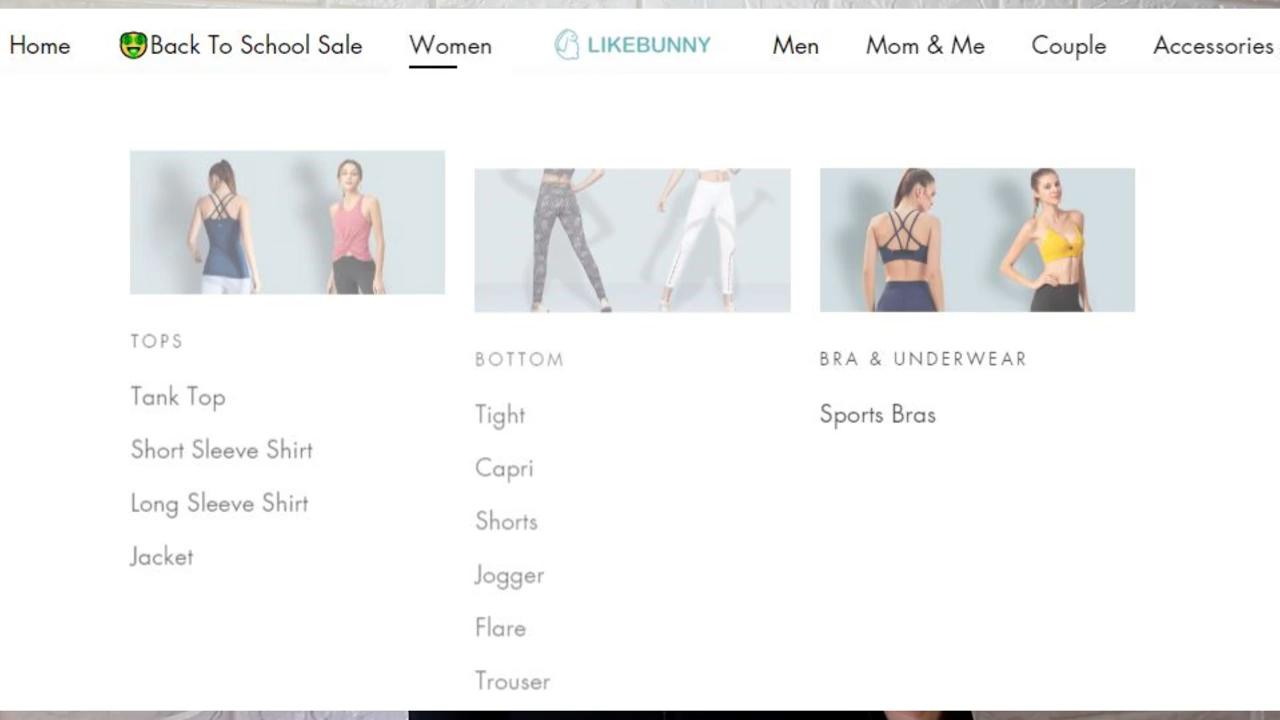 Home
Back To School Sale
Women
LIKEBUNNY
Men
Mom & Me
Couple
Accessories
TOPS
Tank Top
Short Sleeve Shirt
Long Sleeve Shirt
Jacket
BOTTOM
Tight
Capri
Shorts
Jogger
Flare
Trouser
BRA & UNDERWEAR
Sports Bras